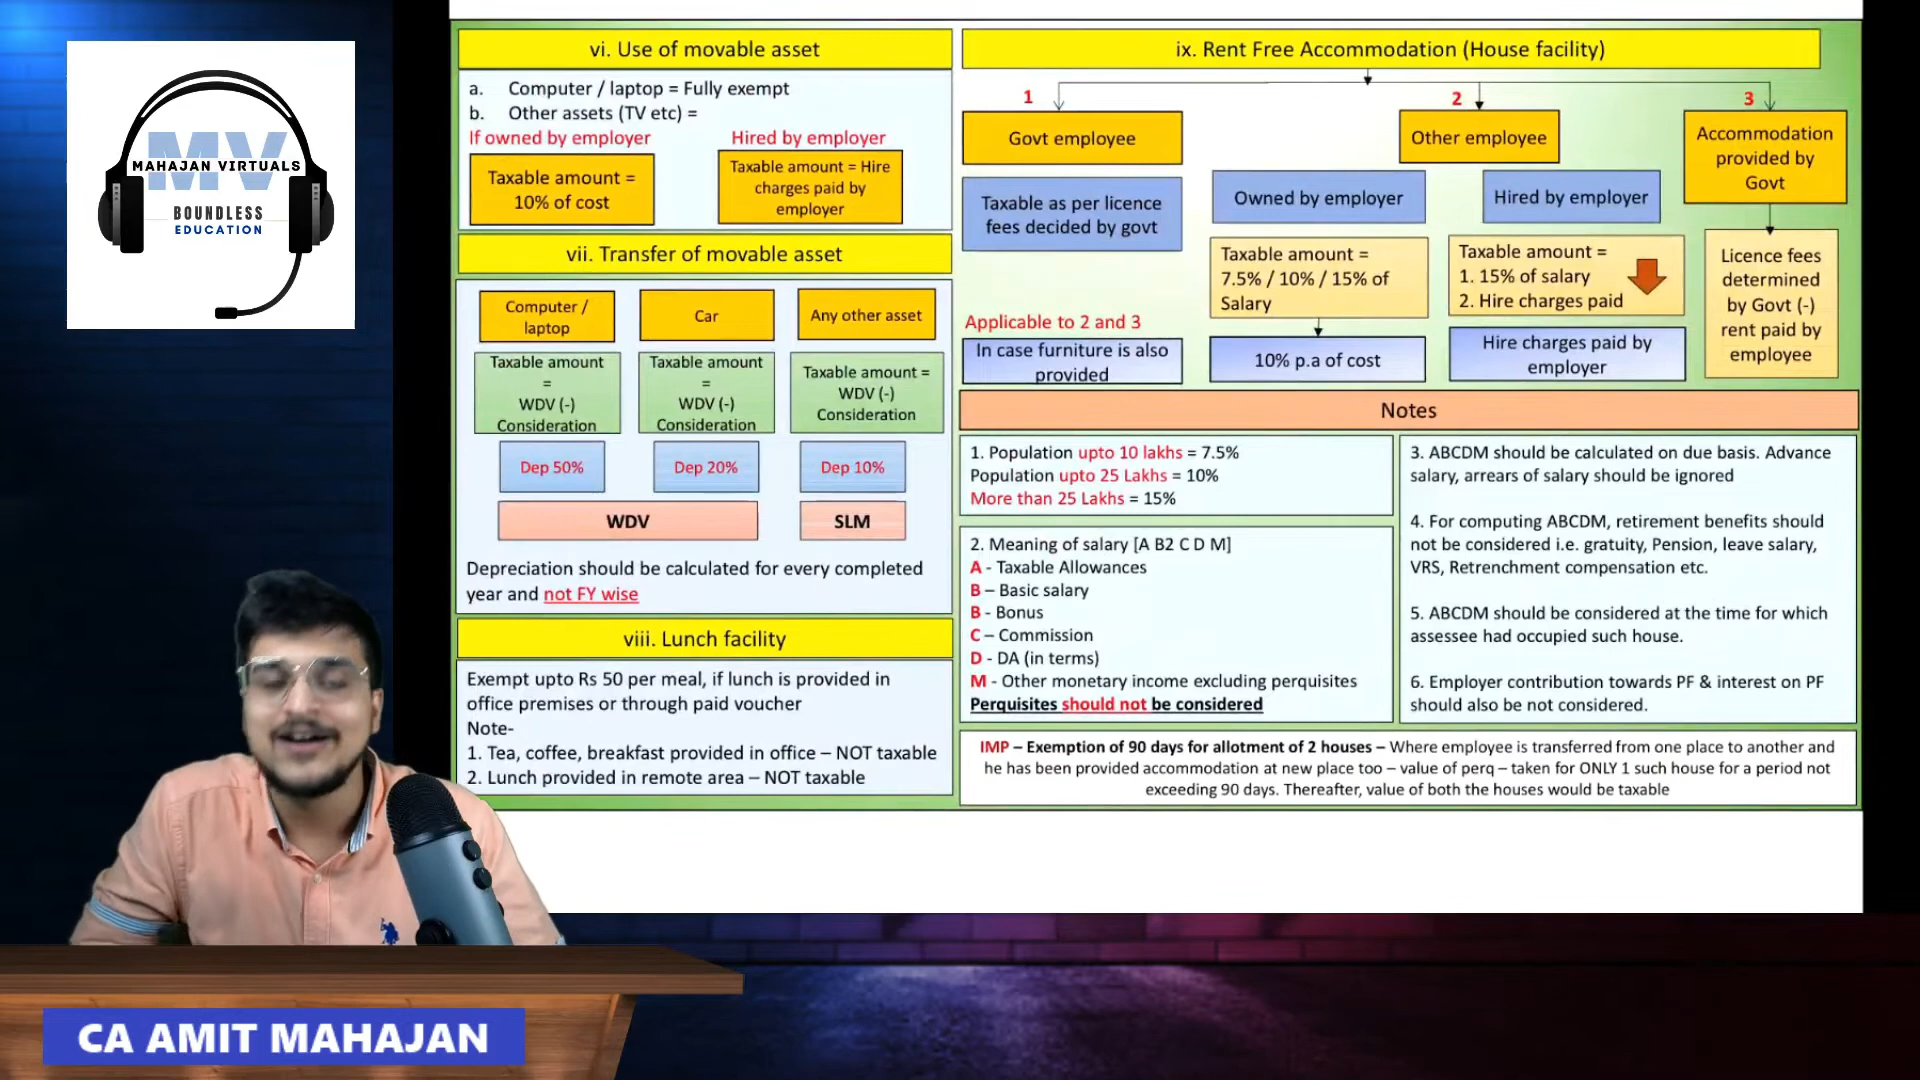 MV
MAHAJAN VIRTUALS
BOUNDLESS
EDUCATION
vi. Use of movable asset
a. Computer / laptop = Fully exempt
b. Other assets (TV etc) =
If owned by employer
Hired by employer
Taxable amount =
10% of cost
Taxable amount = Hire
charges paid by
employer
vii. Transfer of movable asset
Computer /
laptop
Car
Any other asset
Taxable amount
=
WDV (-)
Consideration
Taxable amount
=
WDV (-)
Consideration
Taxable amount =
WDV (-)
Consideration
Dep 50%
Dep 20%
Dep 10%
WDV
SLM
Depreciation should be calculated for every completed
year and not FY wise
viii. Lunch facility
Exempt upto Rs 50 per meal, if lunch is provided in
office premises or through paid voucher
Note-
1. Tea, coffee, breakfast provided in office – NOT taxable
2. Lunch provided in remote area – NOT taxable
ix. Rent Free Accommodation (House facility)
1
2
3
Govt employee
Other employee
Accommodation
provided by
Govt
Taxable as per licence
fees decided by govt
Owned by employer
Hired by employer
Taxable amount =
7.5% / 10% / 15% of
Salary
Taxable amount =
1. 15% of salary
2. Hire charges paid
Licence fees
determined
by Govt (-)
rent paid by
employee
Applicable to 2 and 3
In case furniture is also
provided
10% p.a of cost
Hire charges paid by
employer
Notes
1. Population upto 10 lakhs = 7.5%
Population upto 25 Lakhs = 10%
More than 25 Lakhs = 15%
2. Meaning of salary [A B2 C D M]
A - Taxable Allowances
B – Basic salary
B - Bonus
C – Commission
D - DA (in terms)
M - Other monetary income excluding perquisites
Perquisites should not be considered
3. ABCDM should be calculated on due basis. Advance
salary, arrears of salary should be ignored
4. For computing ABCDM, retirement benefits should
not be considered i.e. gratuity, Pension, leave salary,
VRS, Retrenchment compensation etc.
5. ABCDM should be considered at the time for which
assessee had occupied such house.
6. Employer contribution towards PF & interest on PF
should also be not considered.
IMP – Exemption of 90 days for allotment of 2 houses – Where employee is transferred from one place to another and
he has been provided accommodation at new place too – value of perq – taken for ONLY 1 such house for a period not
exceeding 90 days. Thereafter, value of both the houses would be taxable
CA AMIT MAHAJAN